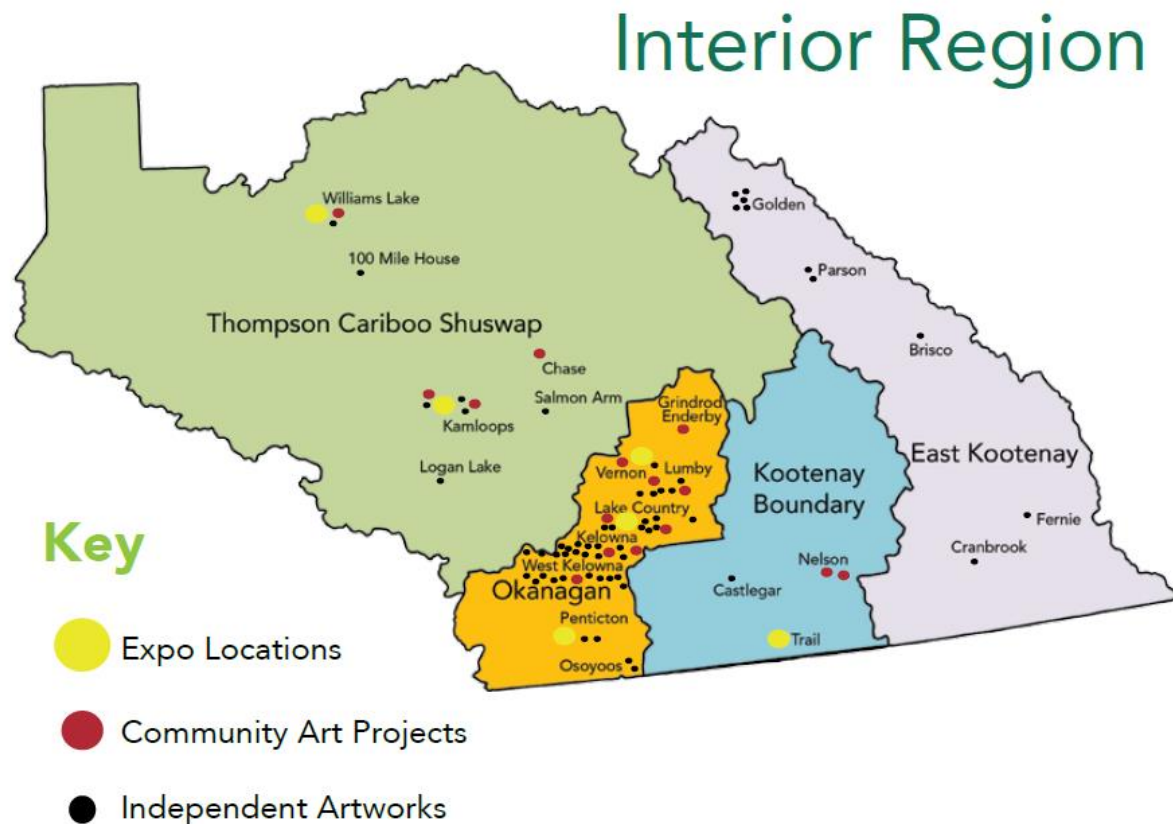 Interior Region
Williams Lake
Golden
100 Mile House
Parson
Thompson Cariboo Shuswap
Brisco
Chase
Salmon Arm
Grindrod
Enderby
Kamloops
East Kootenay
Logan Lake
Vernon
Lumby
Kootenay
Boundary
Lake Country
Fernie
Kelowna
Cranbrook
West Kelowna
Nelson
Okanagan
Castlegar
Penticton
Trail
Osoyoos
Key
Expo Locations
Community Art Projects
Independent Artworks